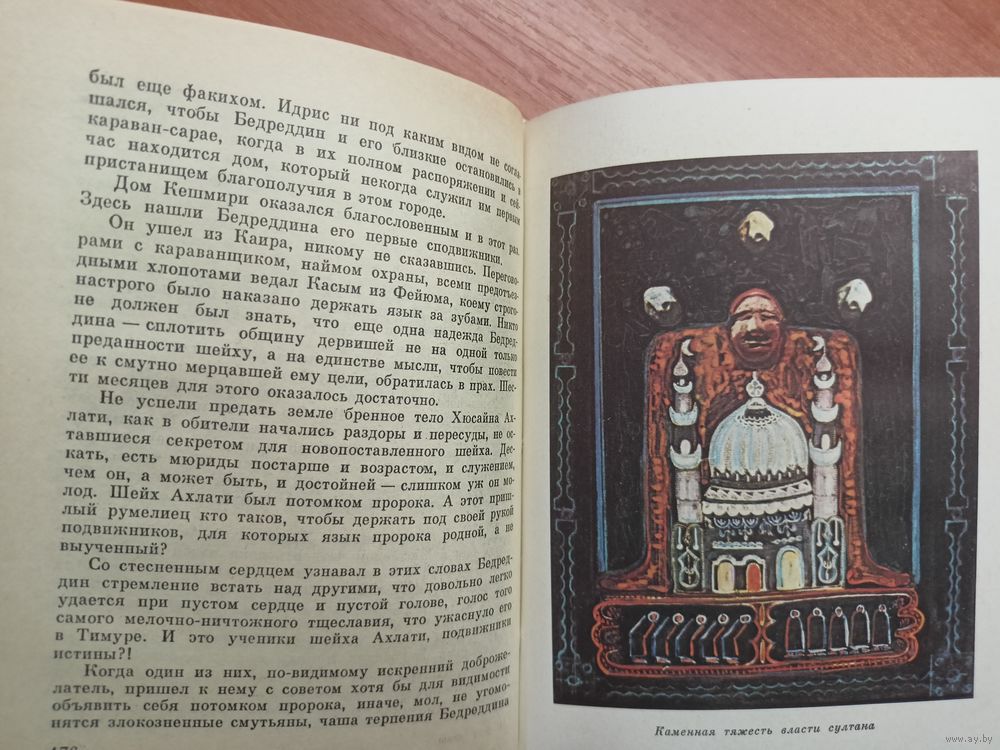 был еще факихом. Идрис ни под каким видом не согла-
шался, чтобы Бедреддин и его близкие остановились в
караван-сарае, когда в их полном распоряжении и сей-
час находится дом, который некогда служил им первым
пристанищем благополучия в этом городе.
Дом Кешмири оказался благословенным и в этот раз.
Здесь нашли Бедреддина его первые сподвижники.
Он ушел из Каира, никому не сказавшись. Перегово-
рами с караванщиком, наймом охраны, всеми предотъез-
дными хлопотами ведал Касым из Фейюма, коему строго-
настрого было наказано держать язык за зубами. Никто
не должен был знать, что еще одна надежда Бедред-
дина — сплотить общину дервишей не на одной только
преданности шейху, а на единстве мысли, чтобы повести
ее к смутно мерцавшей ему цели, обратилась в прах. Шес-
ти месяцев для этого оказалось достаточно.
Не успели предать земле бренное тело Хюсайна Ах-
лати, как в обители начались раздоры и пересуды, не ос-
тавшиеся секретом для новопоставленного шейха. Дес-
кать, есть мюриды постарше и возрастом, и служением,
чем он, а может быть, и достойней — слишком уж он мо-
лод. Шейх Ахлати был потомком пророка. А этот приш-
лый румелиец кто таков, чтобы держать под своей рукой
подвижников, для которых язык пророка родной, а не
выученный?
Со стесненным сердцем узнавал в этих словах Бедред-
дин стремление встать над другими, что довольно легко
удается при пустом сердце и пустой голове, голос того
самого мелочно-ничтожного тщеславия, что ужаснуло его
в Тимуре. И это ученики шейха Ахлати, подвижники
истины?!
Когда один из них, по-видимому искренний доброже-
латель, пришел к нему с советом хотя бы для видимости
объявить себя потомком пророка, иначе, мол, не угомо-
нятся злокозненные смутьяны, чаша терпения Бедреддина
Каменная тяжесть власти султана
www.ay.by